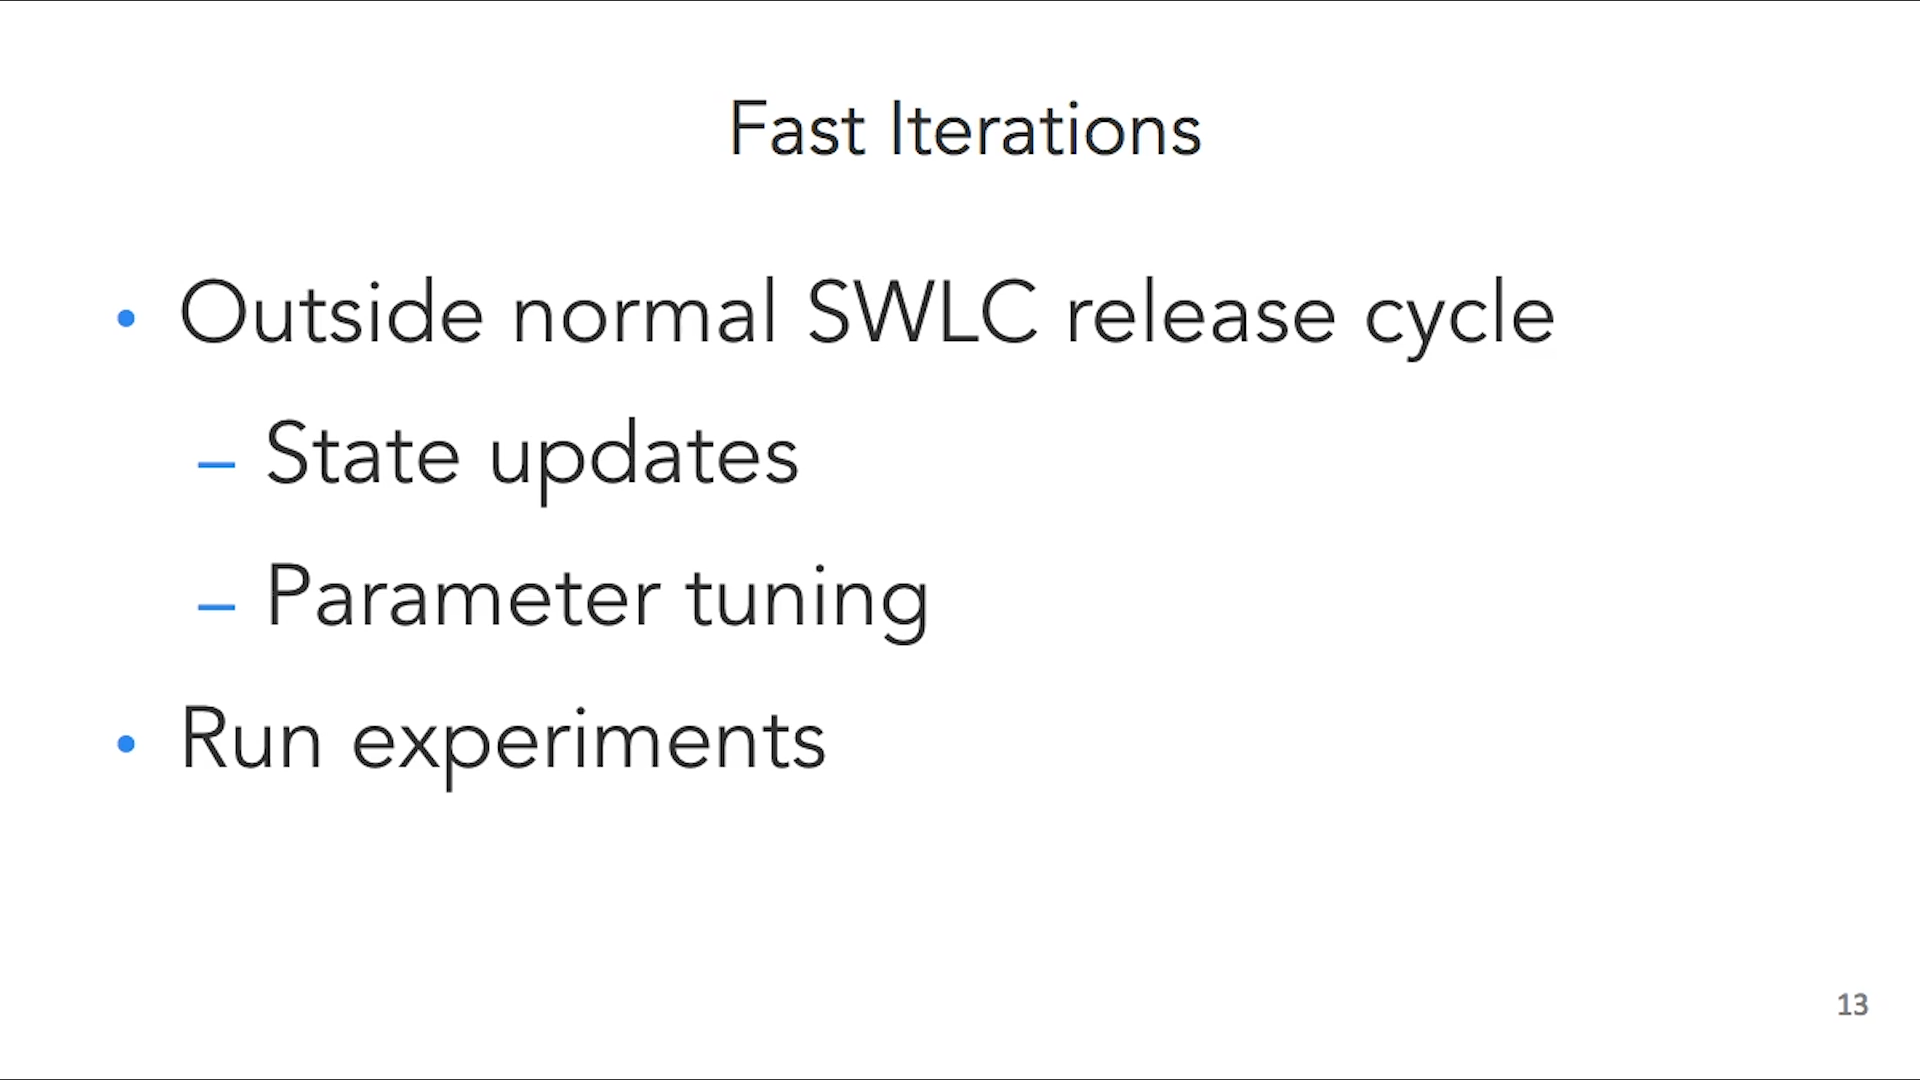 Fast Iterations
• Outside normal SWLC release cycle
– State updates
– Parameter tuning
• Run experiments
13